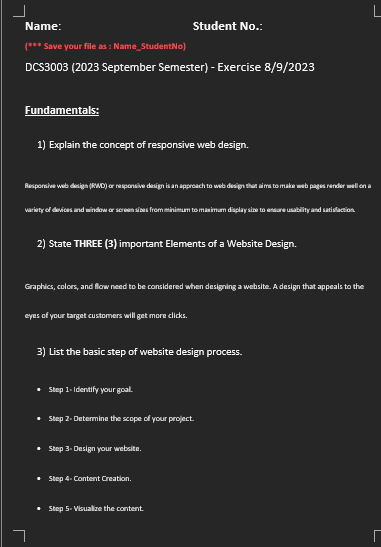 Name: Student No.:
(*** Save your file as : Name_StudentNo)
DCS3003 (2023 September Semester) - Exercise 8/9/2023
Fundamentals:
1) Explain the concept of responsive web design.
Responsive web design (RWD) or responsive design is an approach to web design that aims to make web pages render well on a
variety of devices and window or screen sizes from minimum to maximum display size to ensure usability and satisfaction.
2) State THREE (3) important Elements of a Website Design.
Graphics, colors, and flow need to be considered when designing a website. A design that appeals to the
eyes of your target customers will get more clicks.
3) List the basic step of website design process.
• Step 1- Identify your goal.
• Step 2- Determine the scope of your project.
• Step 3- Design your website.
• Step 4- Content Creation.
• Step 5- Visualize the content.